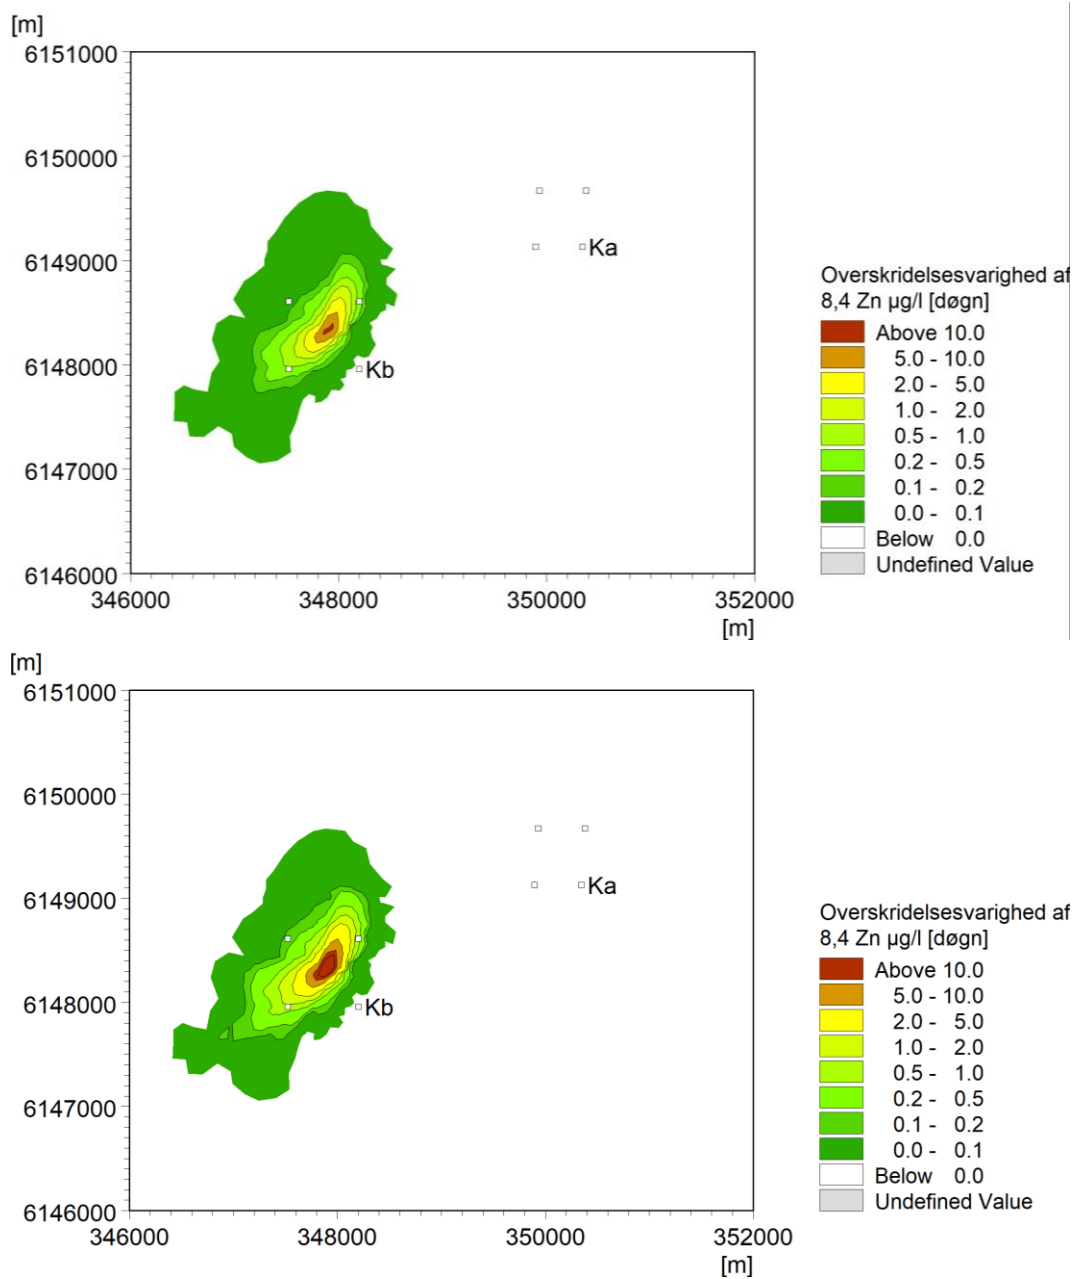 [m]
6151000
6150000
6149000
6148000
6147000
6146000
346000 348000 350000 352000
[m]
Ka
Kb
Overskridelsesvarighed af
8,4 Zn µg/l [døgn]
Above 10.0
5.0 - 10.0
2.0 - 5.0
1.0 - 2.0
0.5 - 1.0
0.2 - 0.5
0.1 - 0.2
0.0 - 0.1
Below 0.0
Undefined Value
[m]
6151000
6150000
6149000
6148000
6147000
6146000
346000 348000 350000 352000
[m]
Ka
Kb
Overskridelsesvarighed af
8,4 Zn µg/l [døgn]
Above 10.0
5.0 - 10.0
2.0 - 5.0
1.0 - 2.0
0.5 - 1.0
0.2 - 0.5
0.1 - 0.2
0.0 - 0.1
Below 0.0
Undefined Value